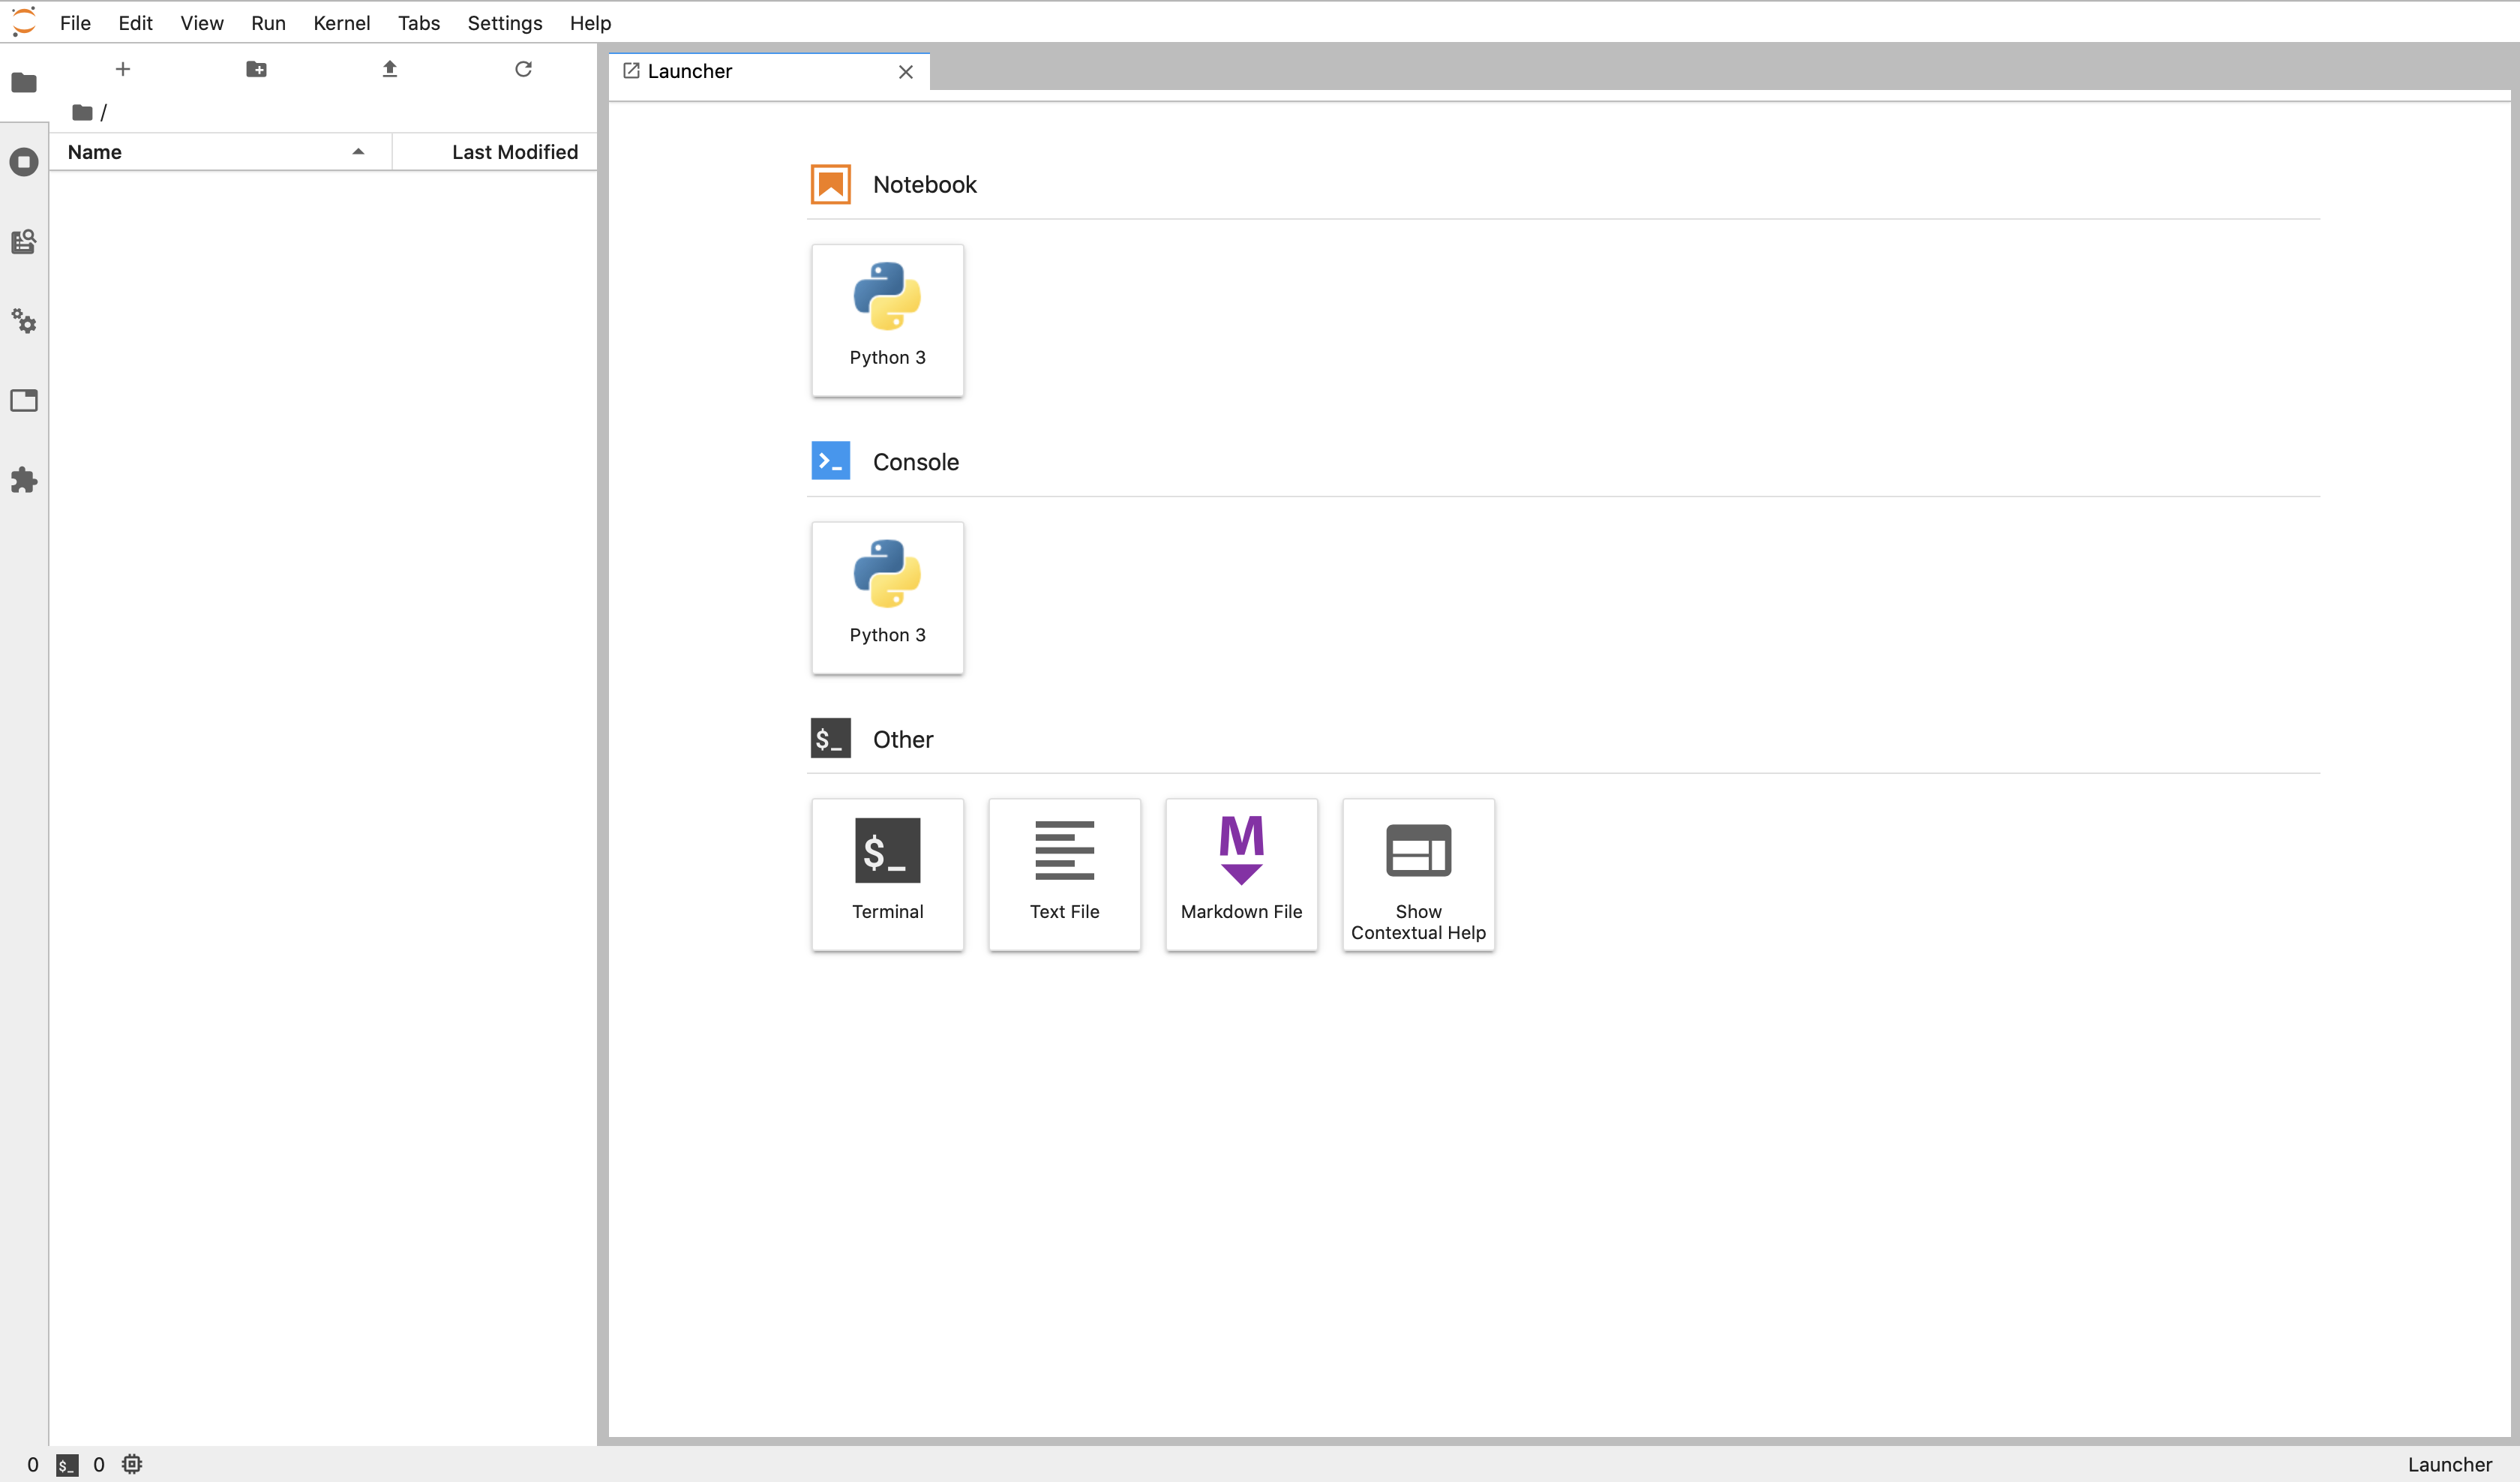 File Edit View Run Kernel Tabs Settings Help
Launcher
/
Name Last Modified
Notebook
Python 3
Console
Python 3
$_ Other
Terminal
Text File
Markdown File
Show
Contextual Help
0 $_ 0 Launcher